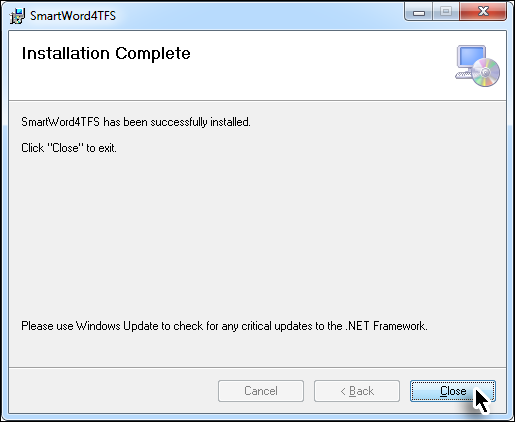 SmartWord4TFS
Installation Complete
SmartWord4TFS has been successfully installed.
Click "Close" to exit.
Please use Windows Update to check for any critical updates to the .NET Framework.
Cancel
< Back
Close